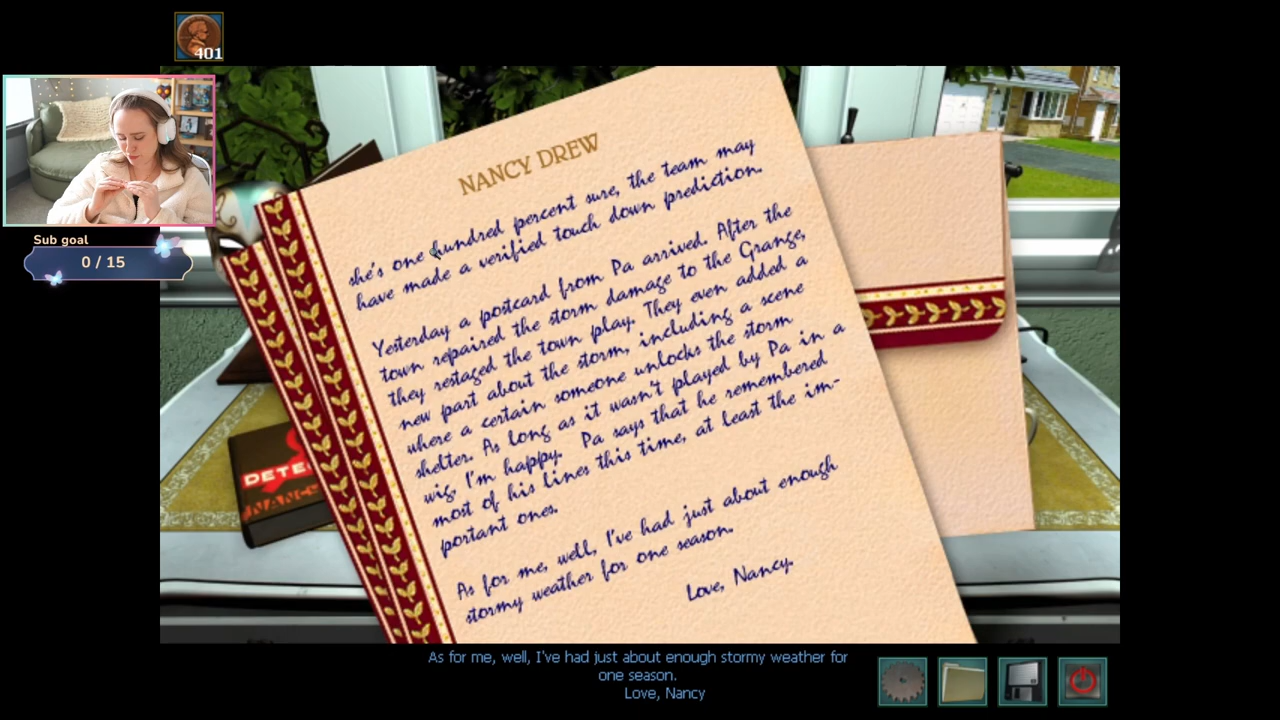 401
Sub goal
0 / 15
NANCY DREW
she's one hundred percent sure, the team may
have made a verified touch down prediction.
Yesterday a postcard from Pa arrived. After the
town repaired the storm damage to the Grange,
they restaged the town play. They even added a
new part about the storm, including a scene
where a certain someone unlocks the storm
shelter. As long as it wasn't played by Pa in a
wig, I'm happy. Pa says that he remembered
most of his lines this time, at least the im-
portant ones.
As for me, well, I've had just about enough
stormy weather for one season.
Love, Nancy.
As for me, well, I've had just about enough stormy weather for
one season.
Love, Nancy